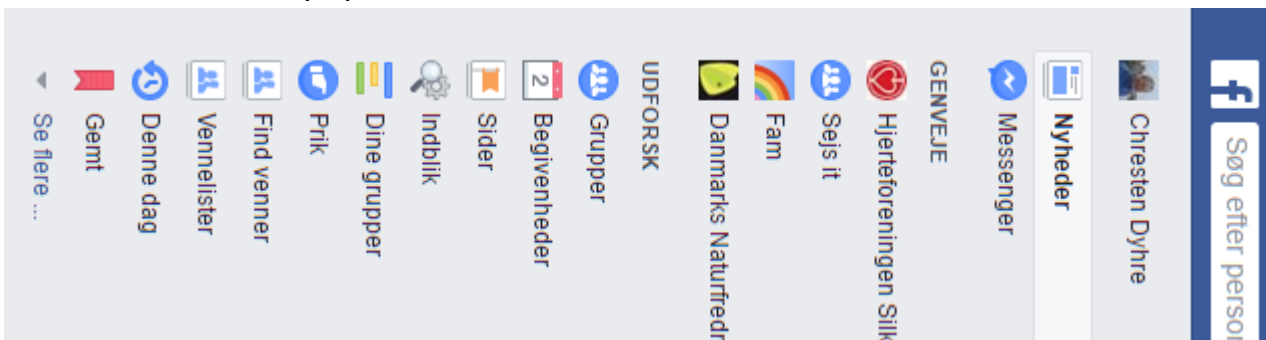 f Søg efter person
Chresten Dyhre
Nyheder
Messenger
GENVEJE
Hjerteforeningen Silk
Sejs it
Fam
Danmarks Naturfredn
UDFORSK
Grupper
2 Begivenheder
Sider
Indblik
Dine grupper
Prik
Find venner
Vennelister
Denne dag
Gemt
Se flere ...